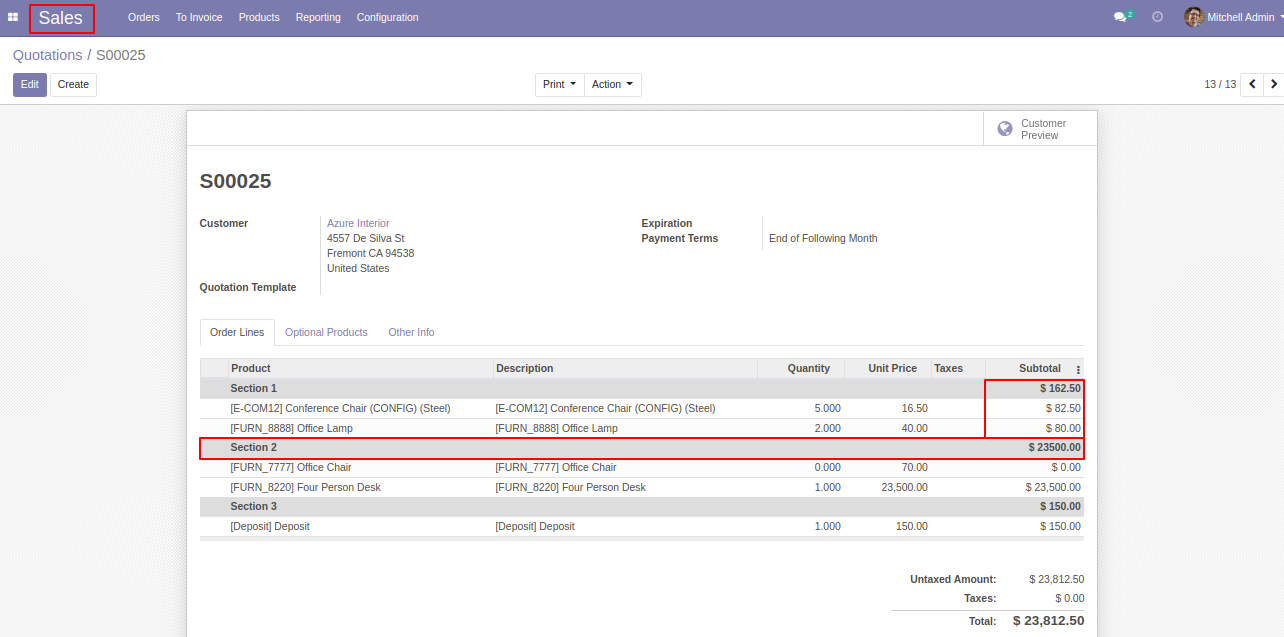 Sales Orders To Invoice Products Reporting Configuration 2 Mitchell Admin
Quotations / S00025
Edit Create Print Action 13 / 13
Customer
Preview
S00025
Customer Azure Interior Expiration
4557 De Silva St Payment Terms End of Following Month
Fremont CA 94538
United States
Quotation Template
Order Lines Optional Products Other Info
Product Description Quantity Unit Price Taxes Subtotal
Section 1 $ 162.50
[E-COM12] Conference Chair (CONFIG) (Steel) [E-COM12] Conference Chair (CONFIG) (Steel) 5.000 16.50 $ 82.50
[FURN_8888] Office Lamp [FURN_8888] Office Lamp 2.000 40.00 $ 80.00
Section 2 $ 23500.00
[FURN_7777] Office Chair [FURN_7777] Office Chair 0.000 70.00 $ 0.00
[FURN_8220] Four Person Desk [FURN_8220] Four Person Desk 1.000 23,500.00 $ 23,500.00
Section 3 $ 150.00
[Deposit] Deposit [Deposit] Deposit 1.000 150.00 $ 150.00
Untaxed Amount: $ 23,812.50
Taxes: $ 0.00
Total: $ 23,812.50